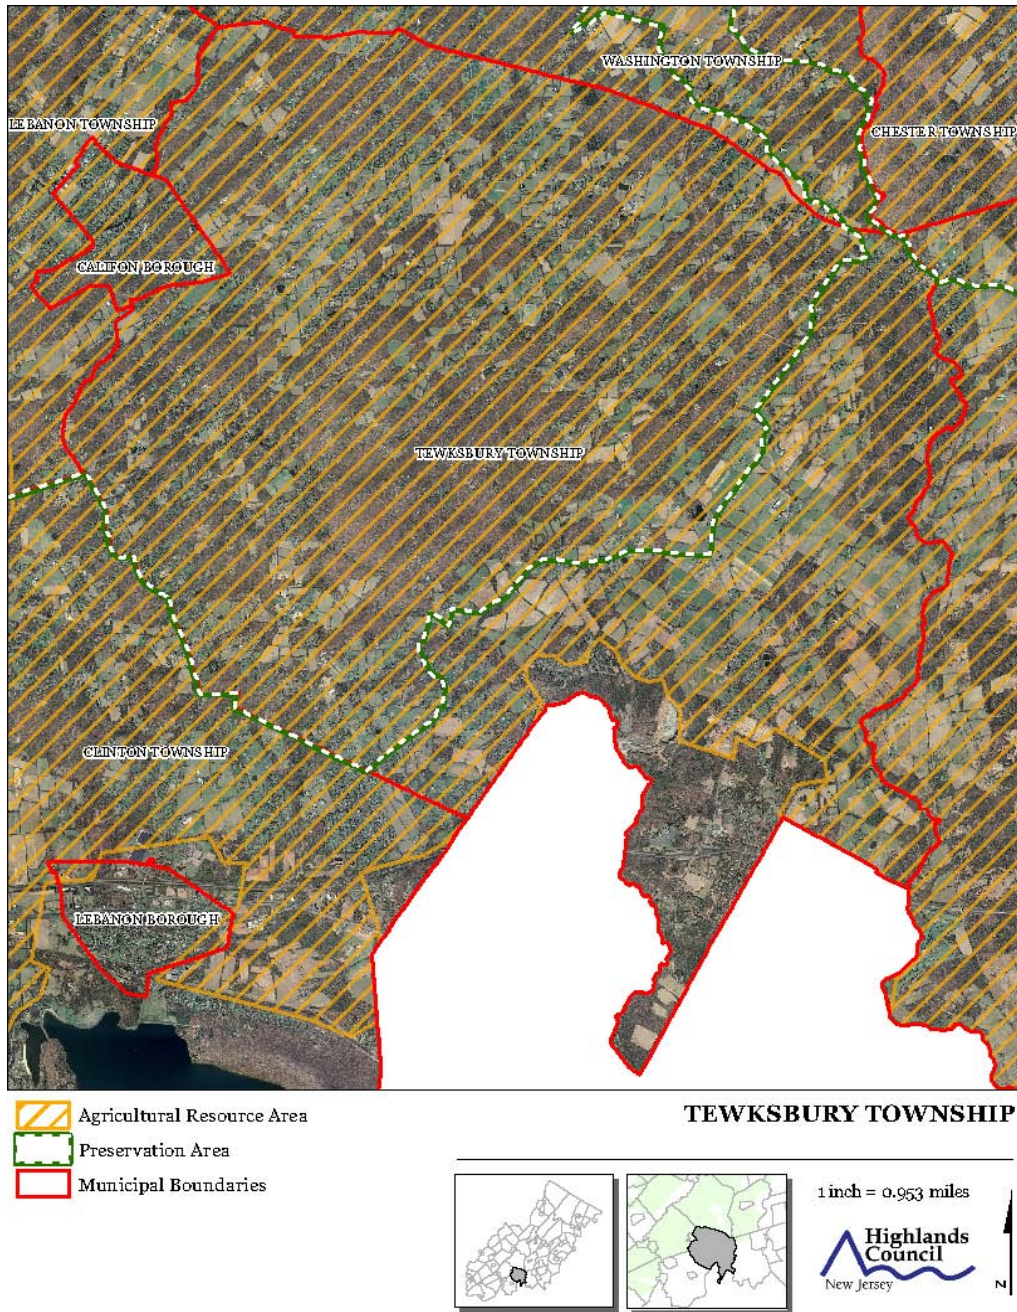 WASHINGTON TOWNSHIP
LEBANON TOWNSHIP
CHESTER TOWNSHIP
CALIFON BOROUGH
TEWKSBURY TOWNSHIP
CLINTON TOWNSHIP
LEBANON BOROUGH
Agricultural Resource Area
Preservation Area
Municipal Boundaries
TEWKSBURY TOWNSHIP
1 inch = 0.953 miles
Highlands
Council
New Jersey
N